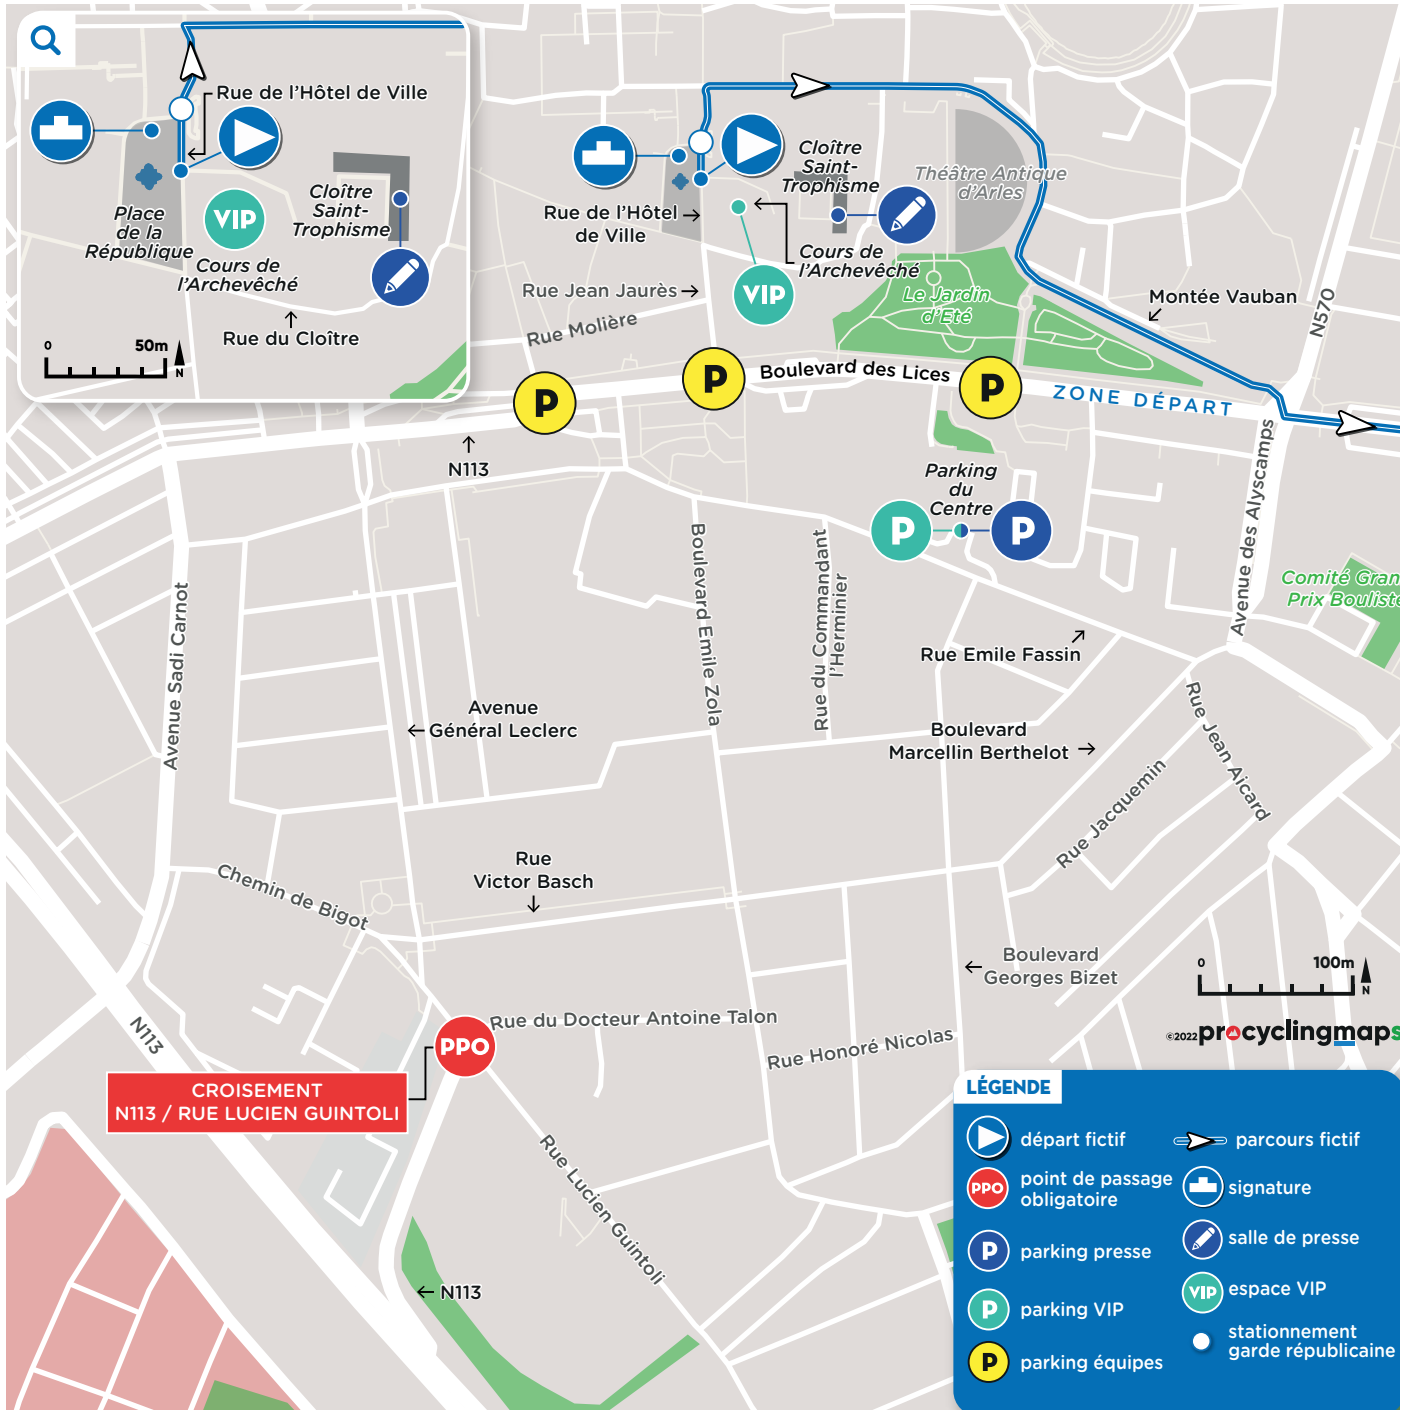 Rue de l'Hôtel de Ville
VIP
Place
de la
République
Cloître
Saint-
Trophisme
Cours de
l'Archevêché
Rue du Cloître
0
50m
N
Cloître
Saint-
Trophisme
Théâtre Antique
d'Arles
Rue de l'Hôtel
de Ville
Cours de
l'Archevêché
VIP
Rue Jean Jaurès
Rue Molière
Le Jardin
d'Eté
Montée Vauban
N570
P
P
Boulevard des Lices
P
ZONE DÉPART
N113
Parking
du
Centre
P
P
Avenue des Alyscamps
Comité Gran
Prix Bouliste
Avenue Sadi Carnot
Boulevard Emile Zola
Rue du Commandant
l'Herminier
Rue Emile Fassin
Avenue
Général Leclerc
Boulevard
Marcellin Berthelot
Rue Jean Aicard
Rue Jacquemin
Rue
Victor Basch
Chemin de Bigot
Boulevard
Georges Bizet
0
100m
N
©2022 procyclingmaps
N113
PPO
Rue du Docteur Antoine Talon
Rue Honoré Nicolas
CROISEMENT
N113 / RUE LUCIEN GUINTOLI
Rue Lucien Guintoli
N113
LÉGENDE
départ fictif
PPO
point de passage
obligatoire
P
parking presse
P
parking VIP
P
parking équipes
parcours fictif
signature
salle de presse
VIP
espace VIP
stationnement
garde républicaine